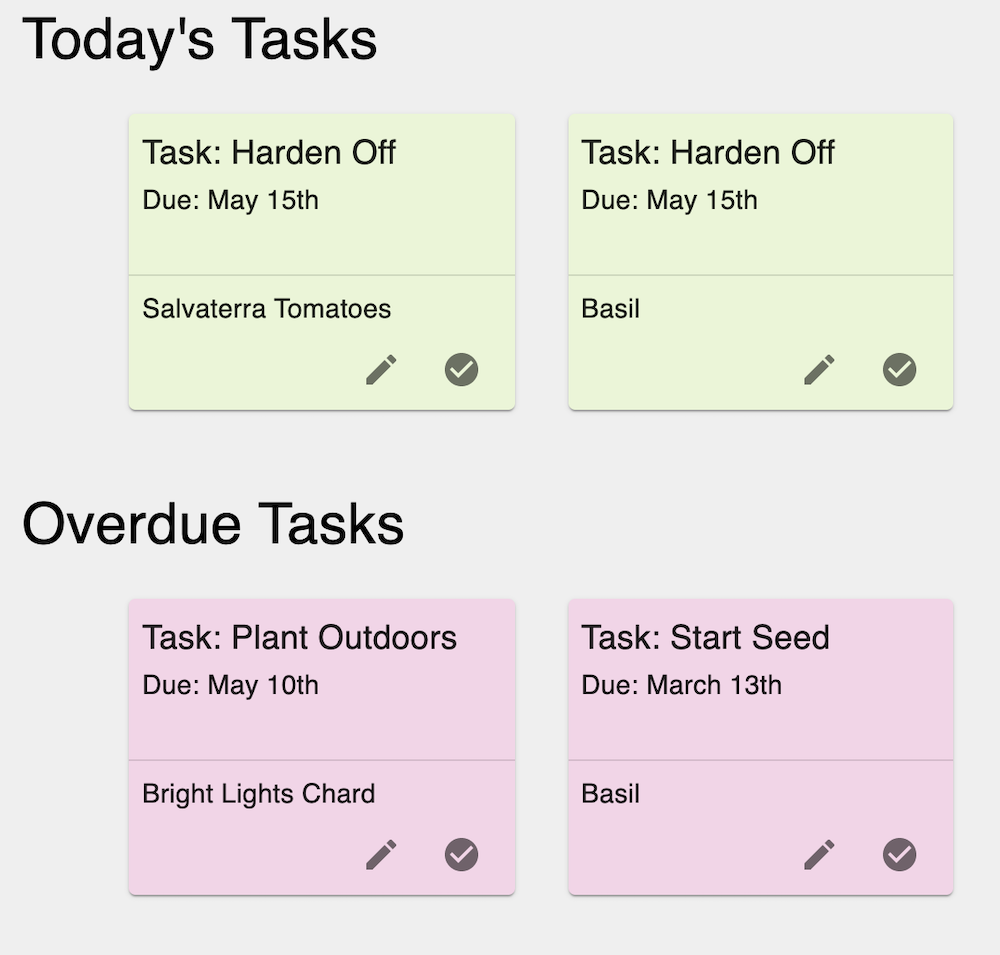 Today's Tasks
Task: Harden Off
Due: May 15th
Salvaterra Tomatoes
Task: Harden Off
Due: May 15th
Basil
Overdue Tasks
Task: Plant Outdoors
Due: May 10th
Bright Lights Chard
Task: Start Seed
Due: March 13th
Basil